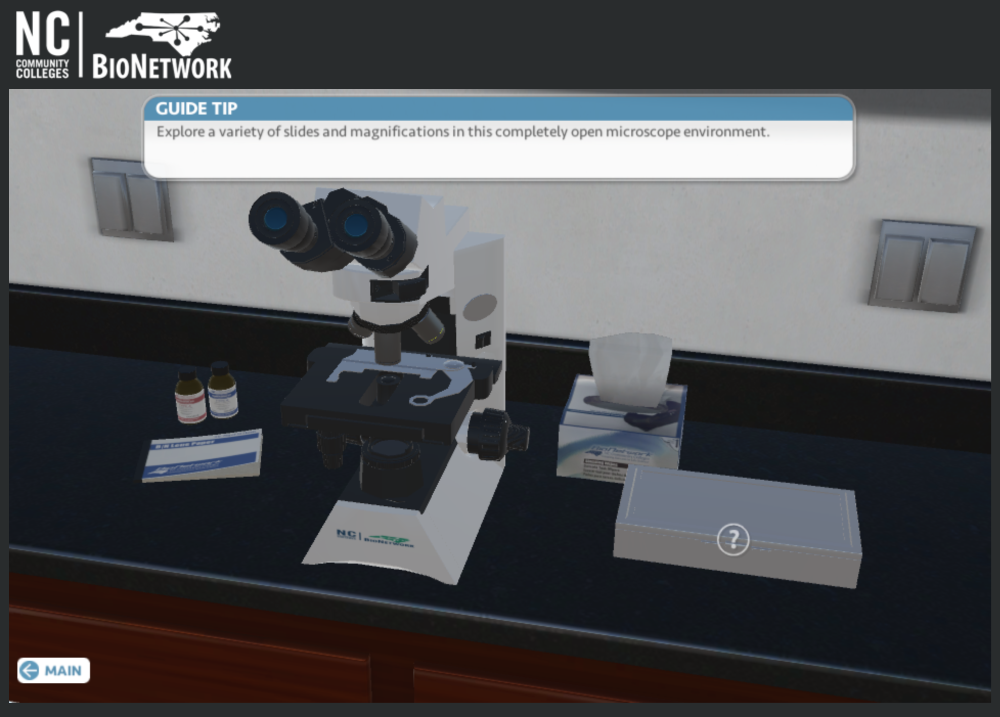 NC
COMMUNITY
COLLEGES
BIONETWORK
GUIDE TIP
Explore a variety of slides and magnifications in this completely open microscope environment.
B|N Lens Paper
BioNetwork
BioNetwork
NC
BIONETWORK
?
MAIN